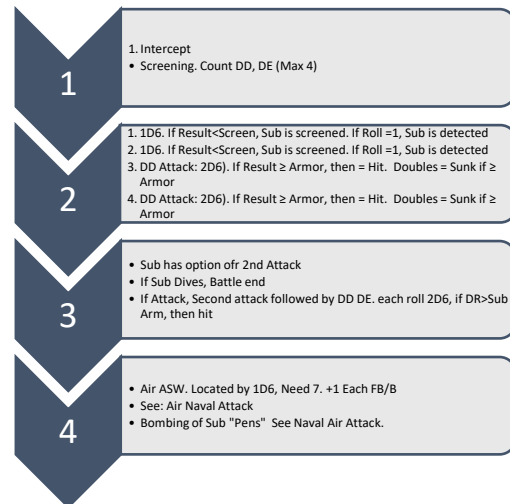 1
1. Intercept
• Screening. Count DD, DE (Max 4)
2
1. 1D6. If Result<Screen, Sub is screened. If Roll =1, Sub is detected
2. 1D6. If Result<Screen, Sub is screened. If Roll =1, Sub is detected
3. DD Attack: 2D6). If Result ≥ Armor, then = Hit. Doubles = Sunk if ≥
Armor
4. DD Attack: 2D6). If Result ≥ Armor, then = Hit. Doubles = Sunk if ≥
Armor
3
• Sub has option ofr 2nd Attack
• If Sub Dives, Battle end
• If Attack, Second attack followed by DD DE. each roll 2D6, if DR>Sub
Arm, then hit
4
• Air ASW. Located by 1D6, Need 7. +1 Each FB/B
• See: Air Naval Attack
• Bombing of Sub "Pens" See Naval Air Attack.